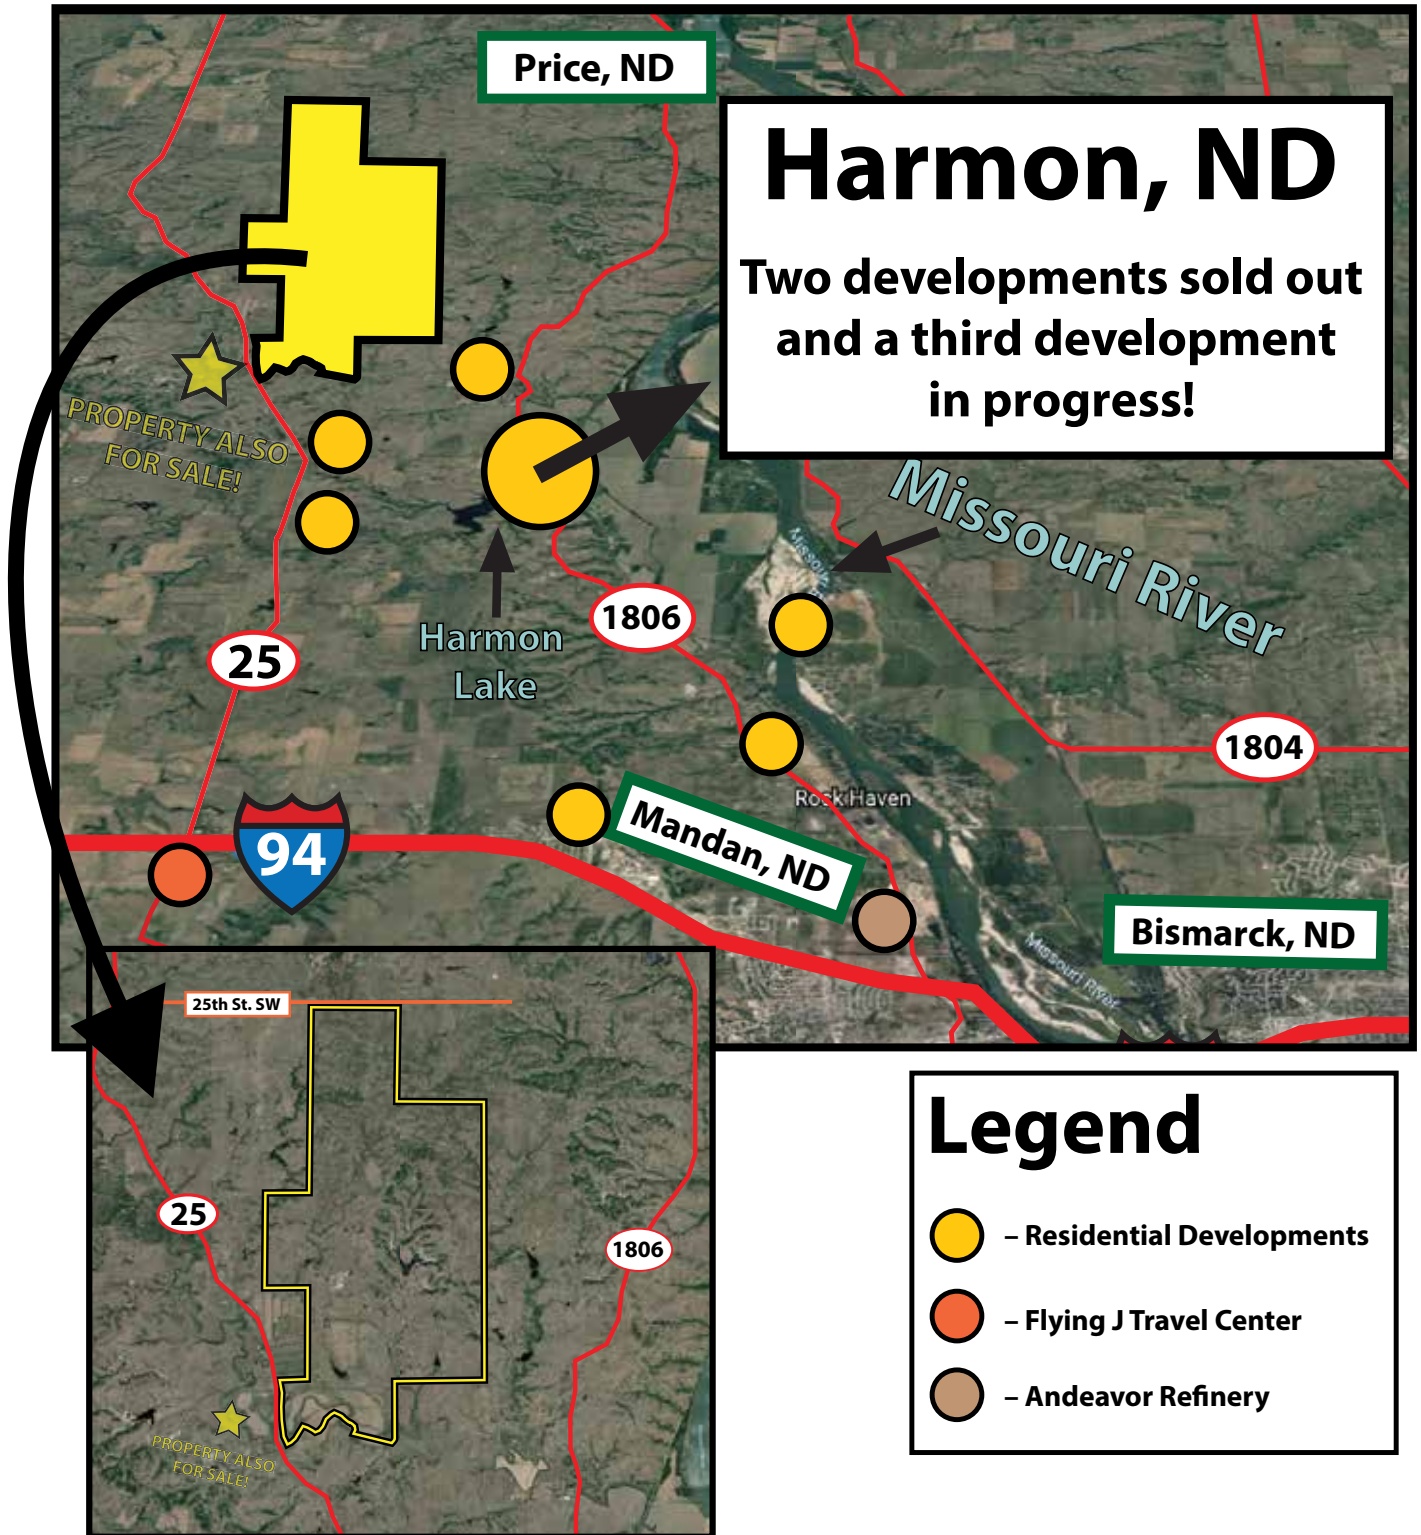 Price, ND
Harmon, ND
Two developments sold out
and a third development
in progress!
PROPERTY ALSO
FOR SALE!
Missouri River
Harmon
Lake
1806
25
1804
Rock Haven
94
Mandan, ND
Bismarck, ND
Missouri River
25th St. SW
25
1806
PROPERTY ALSO
FOR SALE!
Legend
– Residential Developments
– Flying J Travel Center
– Andeavor Refinery